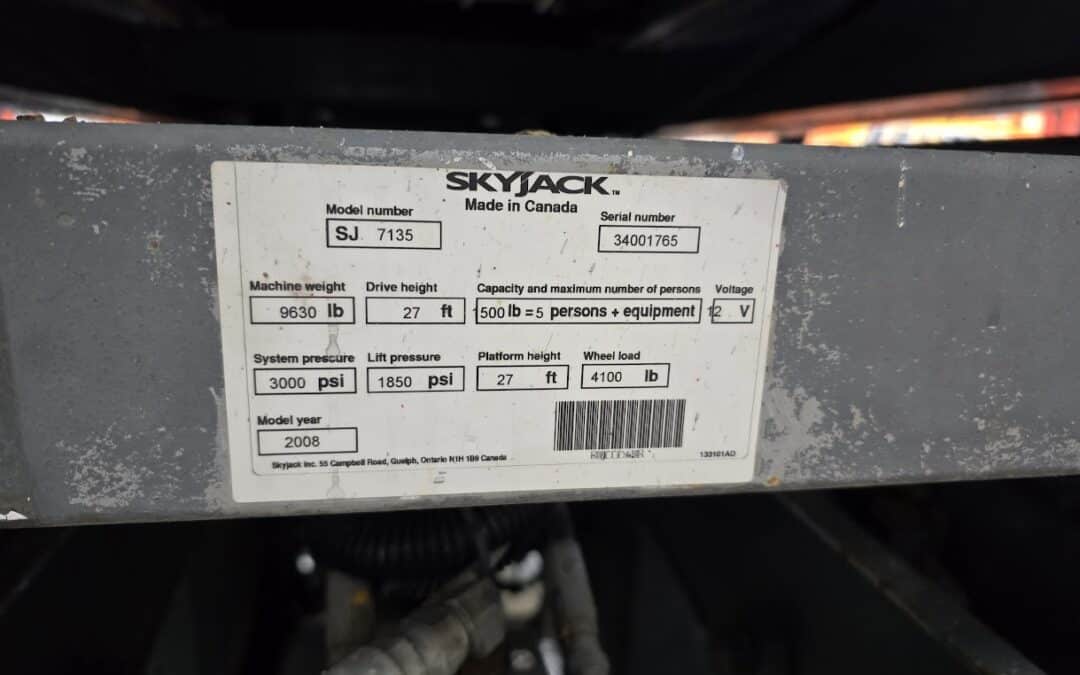 SKYJACK™
Made in Canada
Model number
SJ 7135
Serial number
34001765
Machine weight
9630 lb
Drive height
27 ft
Capacity and maximum number of persons
1500 lb = 5 persons + equipment
Voltage
12 V
System pressure
3000 psi
Lift pressure
1850 psi
Platform height
27 ft
Wheel load
4100 lb
Model year
2008
Skyjack Inc. 55 Campbell Road, Guelph, Ontario N1H 1B9 Canada
133101AD